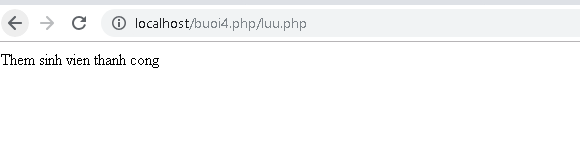 localhost/buoi4.php/luu.php
Them sinh vien thanh cong